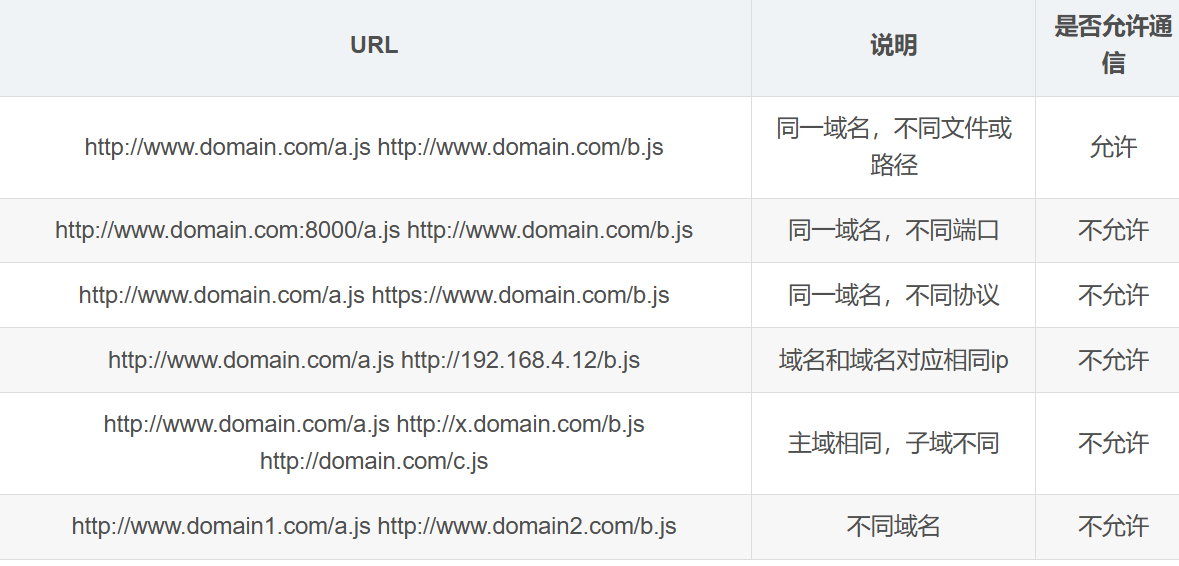 URL
说明
是否允许通
信
http://www.domain.com/a.js http://www.domain.com/b.js
同一域名，不同文件或
路径
允许
http://www.domain.com:8000/a.js http://www.domain.com/b.js
同一域名，不同端口
不允许
http://www.domain.com/a.js https://www.domain.com/b.js
同一域名，不同协议
不允许
http://www.domain.com/a.js http://192.168.4.12/b.js
域名和域名对应相同ip
不允许
http://www.domain.com/a.js http://x.domain.com/b.js
http://domain.com/c.js
主域相同，子域不同
不允许
http://www.domain1.com/a.js http://www.domain2.com/b.js
不同域名
不允许